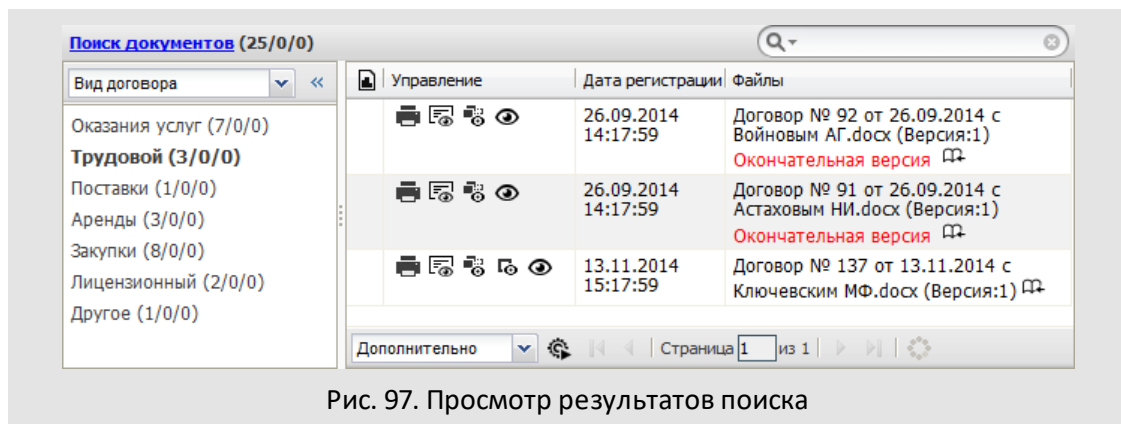 Поиск документов (25/0/0)
Вид договора
Управление
Дата регистрации
Файлы
Оказания услуг (7/0/0)
Трудовой (3/0/0)
Поставки (1/0/0)
Аренды (3/0/0)
Закупки (8/0/0)
Лицензионный (2/0/0)
Другое (1/0/0)
26.09.2014
14:17:59
Договор № 92 от 26.09.2014 с
Войновым АГ.docx (Версия:1)
Окончательная версия
26.09.2014
14:17:59
Договор № 91 от 26.09.2014 с
Астаховым НИ.docx (Версия:1)
Окончательная версия
13.11.2014
15:17:59
Договор № 137 от 13.11.2014 с
Ключевским МФ.docx (Версия:1)
Дополнительно
Страница 1 из 1
Рис. 97. Просмотр результатов поиска